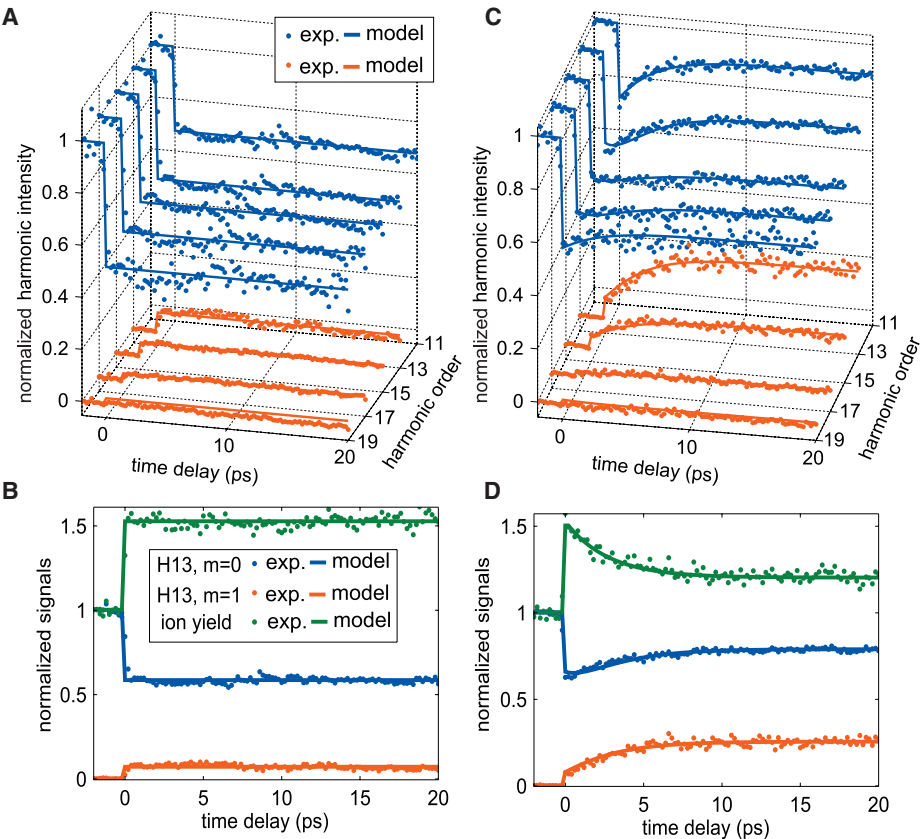 A
exp. model
exp. model
normalized harmonic intensity
1
0.8
0.6
0.4
0.2
0
0
10
20
time delay (ps)
11
13
15
17
19
harmonic order
C
normalized harmonic intensity
1
0.8
0.6
0.4
0.2
0
0
10
20
time delay (ps)
11
13
15
17
19
harmonic order
B
normalized signals
1.5
1
0.5
0
H13, m=0 exp. model
H13, m=1 exp. model
ion yield exp. model
0
5
10
15
20
time delay (ps)
D
normalized signals
1.5
1
0.5
0
0
5
10
15
20
time delay (ps)